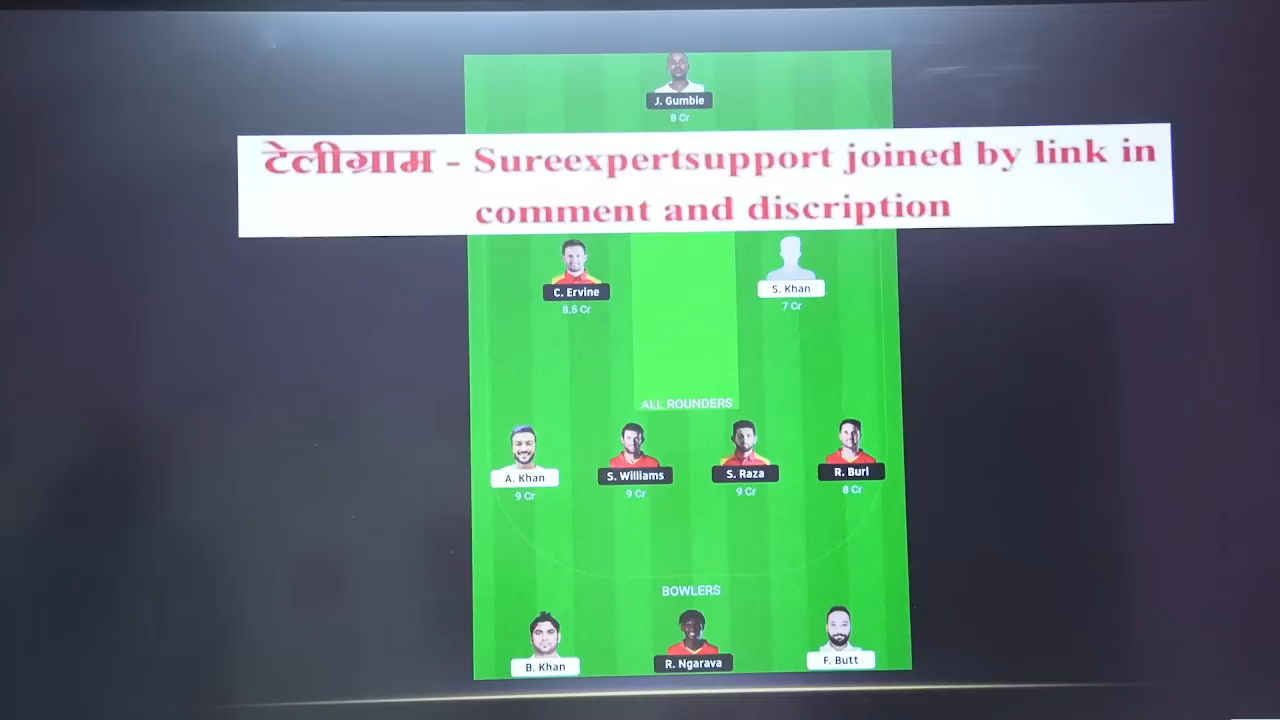 J. Gumbie
8 Cr
टेलीग्राम - Sureexpertsupport joined by link in
comment and discription
C. Ervine
S. Khan
8.5 Cr
7 Cr
ALL ROUNDERS
A. Khan
S. Williams
S. Raza
R. Burl
9 Cr
9 Cr
9 Cr
8 Cr
BOWLERS
B. Khan
R. Ngarava
F. Butt